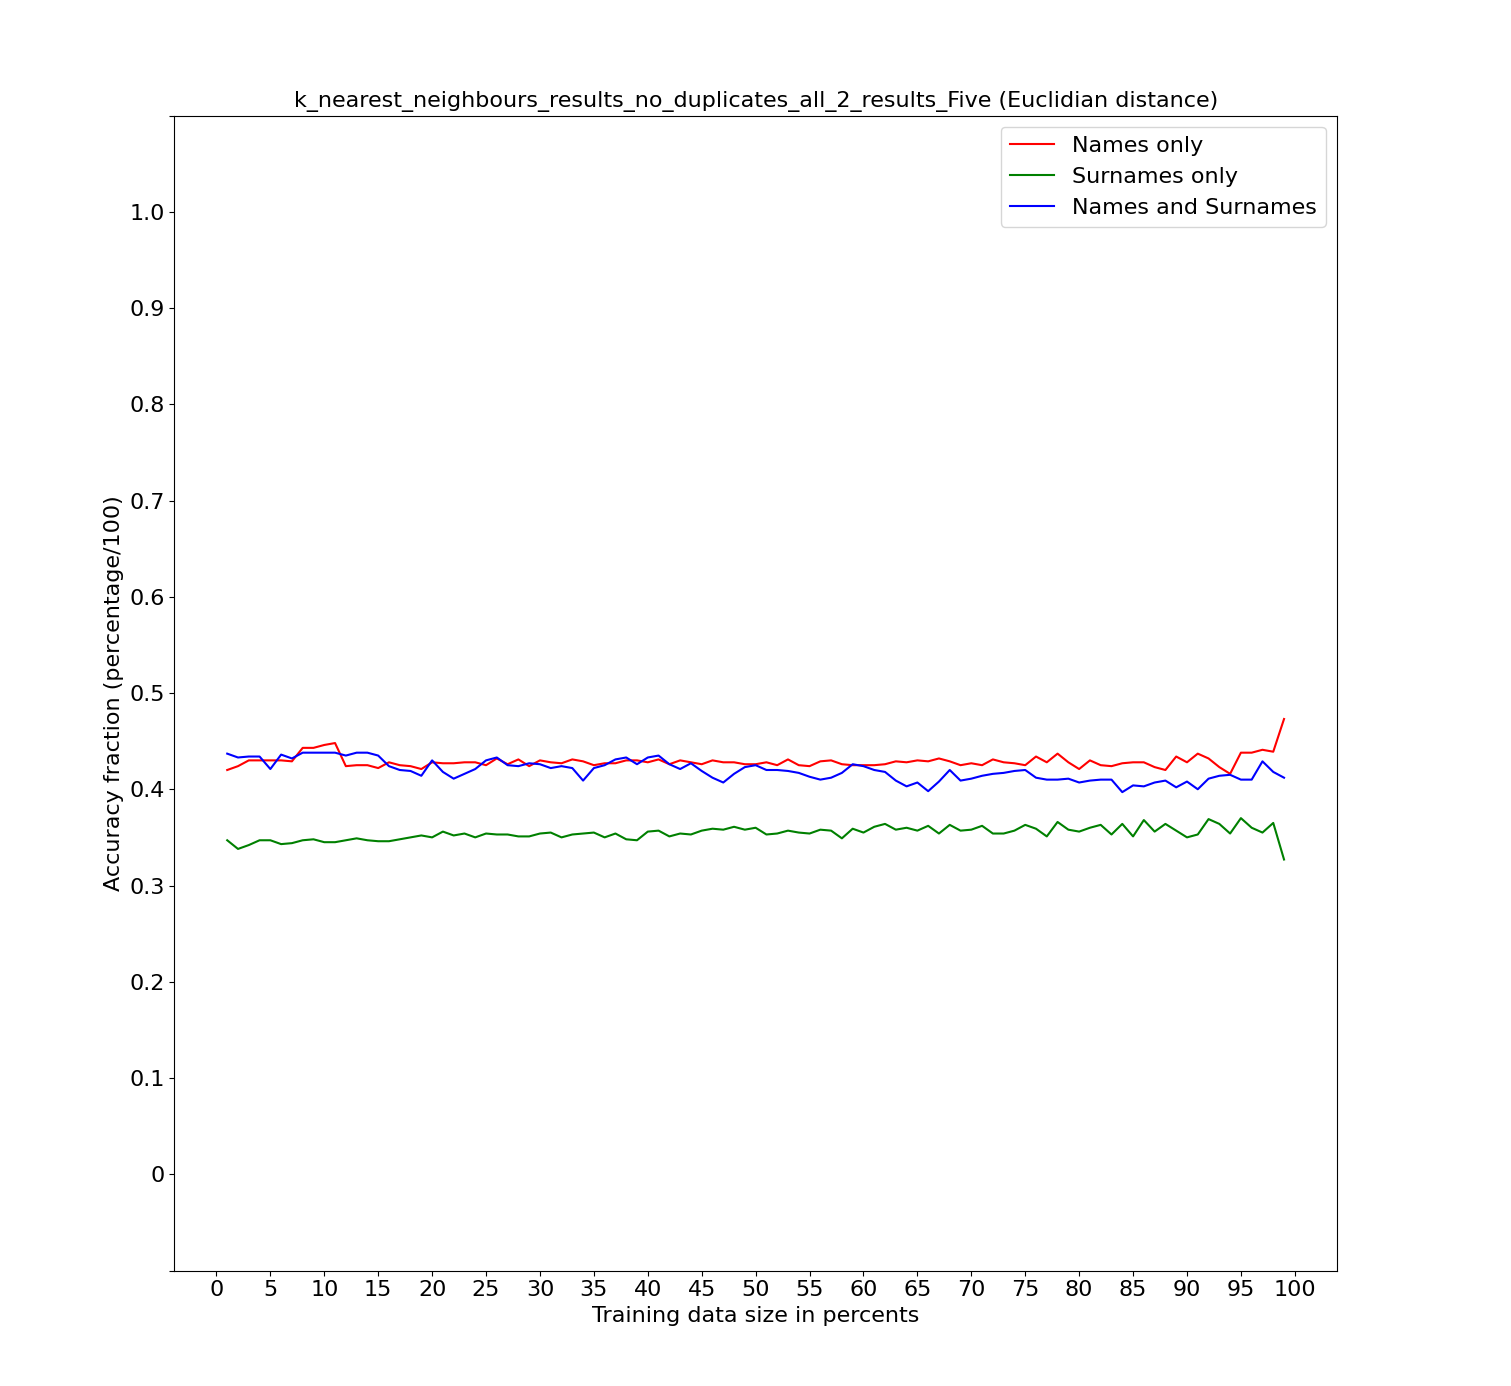 k_nearest_neighbours_results_no_duplicates_all_2_results_Five (Euclidian distance)
Names only
Surnames only
Names and Surnames
1.0
0.9
0.8
0.7
0.6
0.5
0.4
0.3
0.2
0.1
0
Accuracy fraction (percentage/100)
0 5 10 15 20 25 30 35 40 45 50 55 60 65 70 75 80 85 90 95 100
Training data size in percents